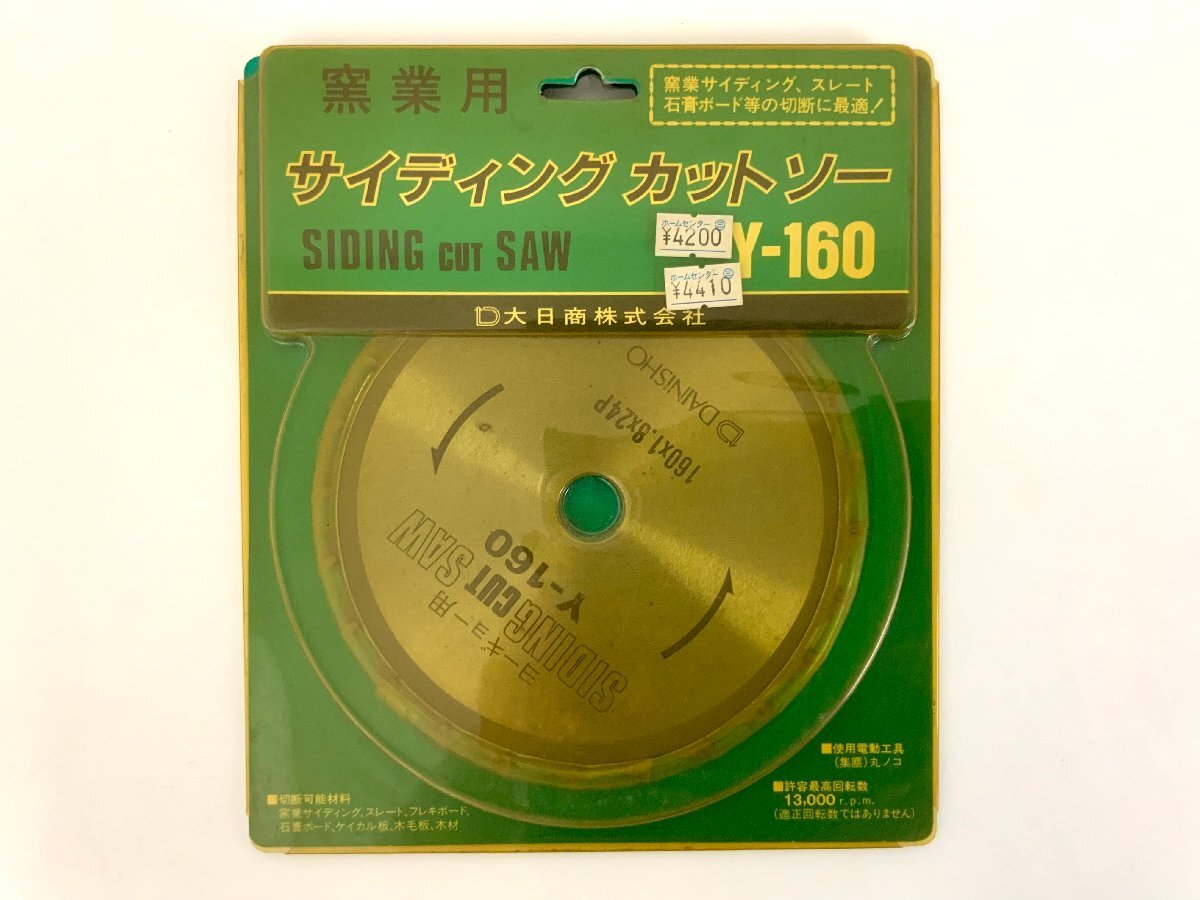 窯業用
窯業サイディング、スレート
石膏ボード等の切断に最適!
サイディング カットソー
SIDING CUT SAW
Y-160
ホームセンター
¥4200
ホームセンター
¥4410
大日商株式会社
DAINISHO
160x1.8x24P
ヨーギョー用
SIDING CUT SAW
Y-160
■使用電動工具
(集塵)丸ノコ
■許容最高回転数
13,000 r.p.m.
(適正回転数ではありません)
■切断可能材料
窯業サイディング、スレート、フレキボード、
石膏ボード、ケイカル板、木毛板、木材